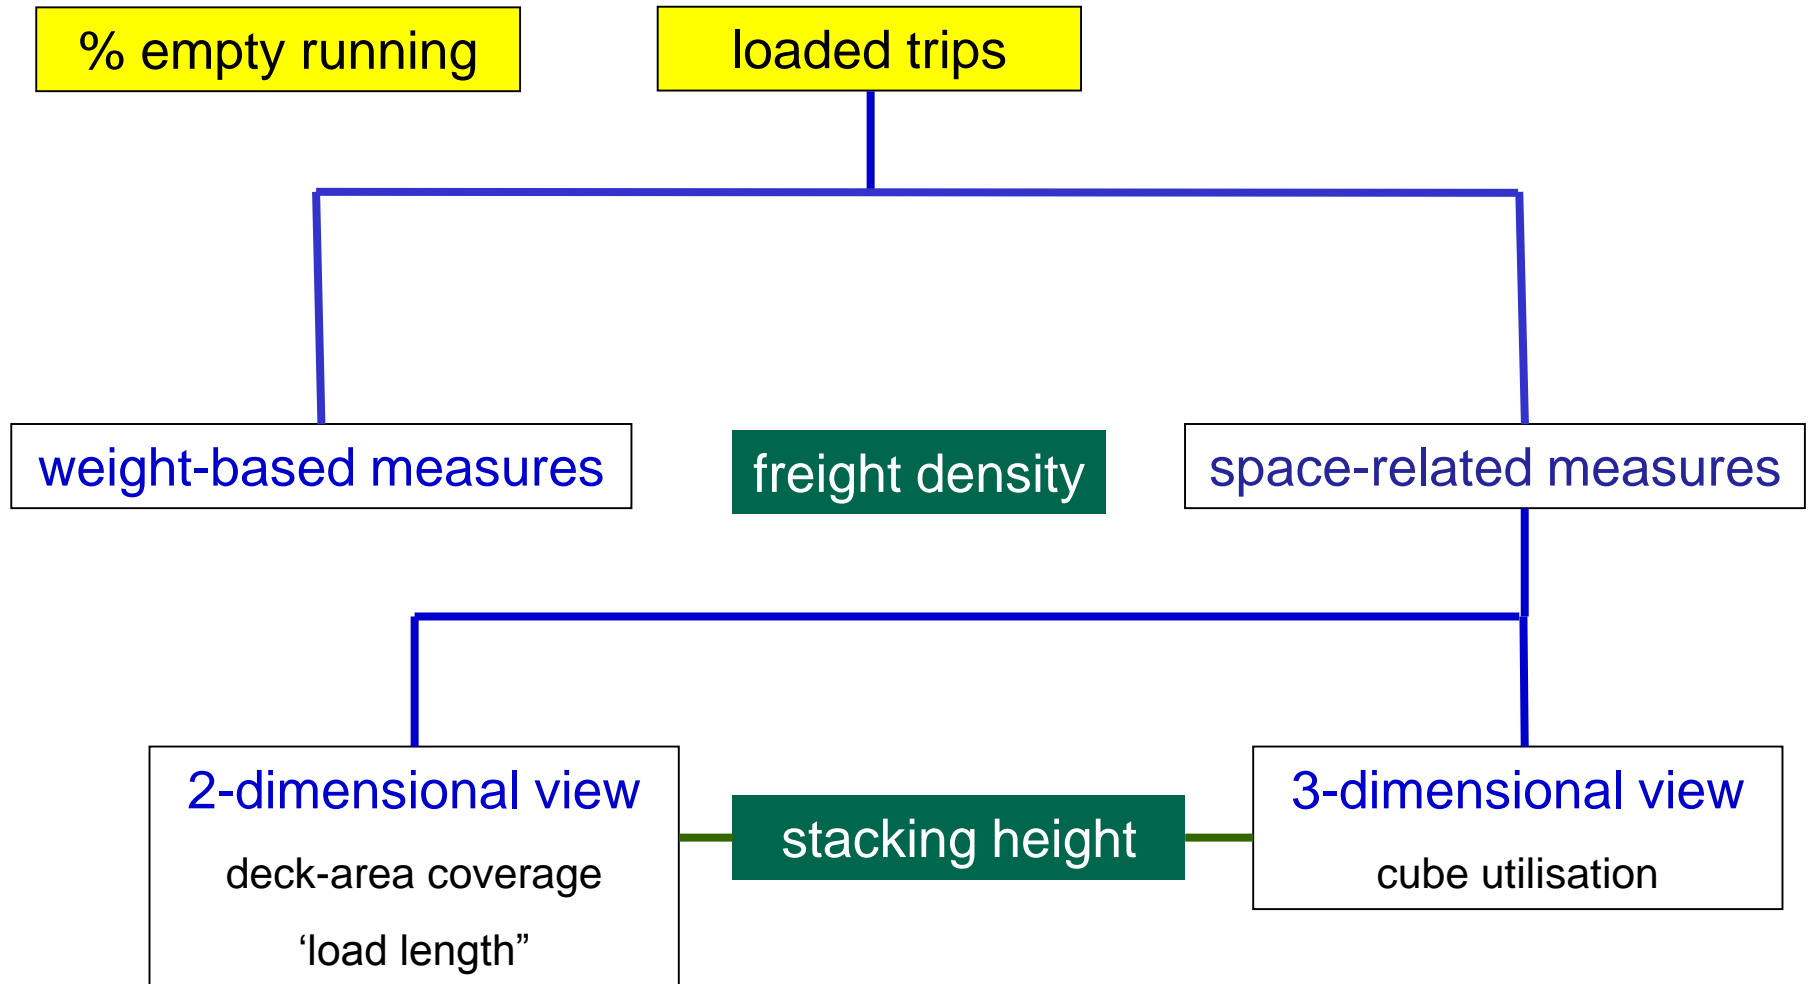 % empty running
loaded trips
weight-based measures
freight density
space-related measures
2-dimensional view
deck-area coverage
‘load length”
stacking height
3-dimensional view
cube utilisation